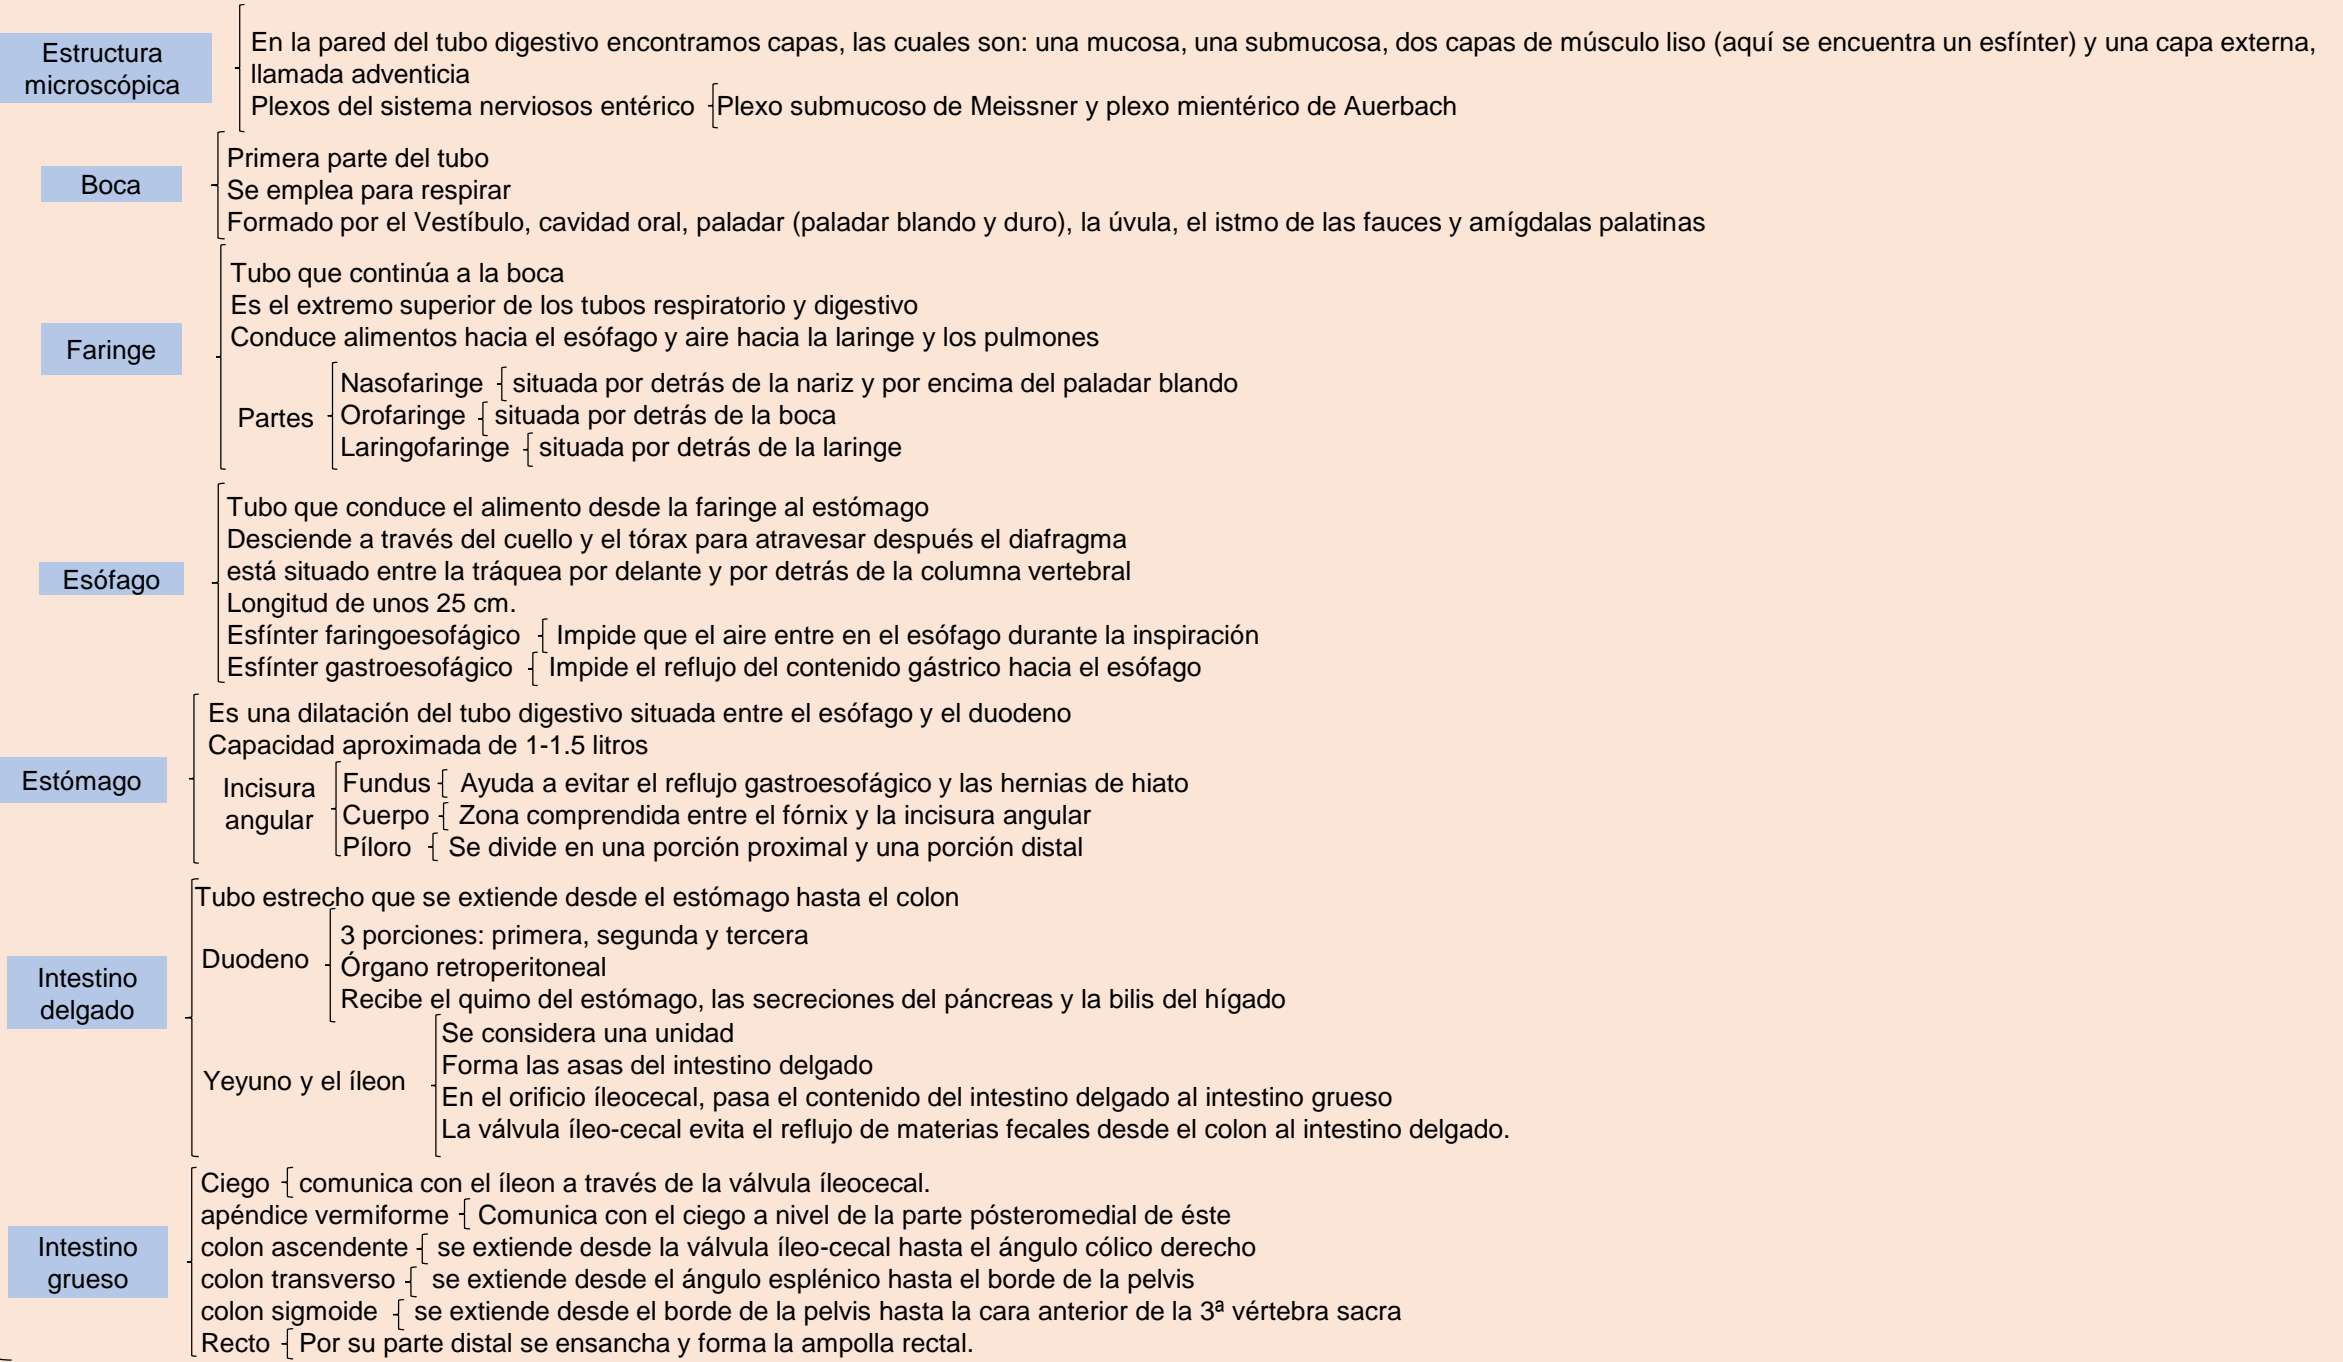 Estructura
microscópica
En la pared del tubo digestivo encontramos capas, las cuales son: una mucosa, una submucosa, dos capas de músculo liso (aquí se encuentra un esfínter) y una capa externa,
llamada adventicia
Plexos del sistema nerviosos entérico Plexo submucoso de Meissner y plexo mientérico de Auerbach
Boca
Primera parte del tubo
Se emplea para respirar
Formado por el Vestíbulo, cavidad oral, paladar (paladar blando y duro), la úvula, el istmo de las fauces y amígdalas palatinas
Faringe
Tubo que continúa a la boca
Es el extremo superior de los tubos respiratorio y digestivo
Conduce alimentos hacia el esófago y aire hacia la laringe y los pulmones
Partes
Nasofaringe situada por detrás de la nariz y por encima del paladar blando
Orofaringe situada por detrás de la boca
Laringofaringe situada por detrás de la laringe
Esófago
Tubo que conduce el alimento desde la faringe al estómago
Desciende a través del cuello y el tórax para atravesar después el diafragma
está situado entre la tráquea por delante y por detrás de la columna vertebral
Longitud de unos 25 cm.
Esfínter faringoesofágico Impide que el aire entre en el esófago durante la inspiración
Esfínter gastroesofágico Impide el reflujo del contenido gástrico hacia el esófago
Estómago
Es una dilatación del tubo digestivo situada entre el esófago y el duodeno
Capacidad aproximada de 1-1.5 litros
Incisura
angular
Fundus Ayuda a evitar el reflujo gastroesofágico y las hernias de hiato
Cuerpo Zona comprendida entre el fórnix y la incisura angular
Píloro Se divide en una porción proximal y una porción distal
Intestino
delgado
Tubo estrecho que se extiende desde el estómago hasta el colon
Duodeno
3 porciones: primera, segunda y tercera
Órgano retroperitoneal
Recibe el quimo del estómago, las secreciones del páncreas y la bilis del hígado
Yeyuno y el íleon
Se considera una unidad
Forma las asas del intestino delgado
En el orificio íleocecal, pasa el contenido del intestino delgado al intestino grueso
La válvula íleo-cecal evita el reflujo de materias fecales desde el colon al intestino delgado.
Intestino
grueso
Ciego comunica con el íleon a través de la válvula íleocecal.
apéndice vermiforme Comunica con el ciego a nivel de la parte pósteromedial de éste
colon ascendente se extiende desde la válvula íleo-cecal hasta el ángulo cólico derecho
colon transverso se extiende desde el ángulo esplénico hasta el borde de la pelvis
colon sigmoide se extiende desde el borde de la pelvis hasta la cara anterior de la 3ª vértebra sacra
Recto Por su parte distal se ensancha y forma la ampolla rectal.